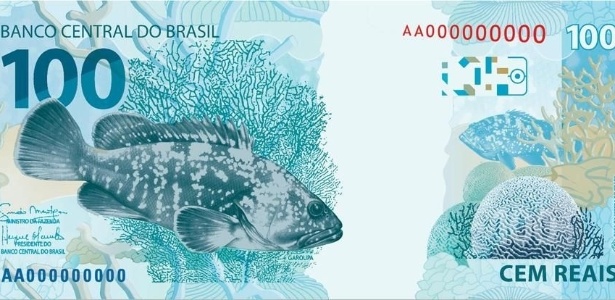 BANCO CENTRAL DO BRASIL
AA000000000
100
100
MINISTRO DA FAZENDA
PRESIDENTE DO
BANCO CENTRAL DO BRASIL
GAROUPA
AA000000000
CEM REAIS